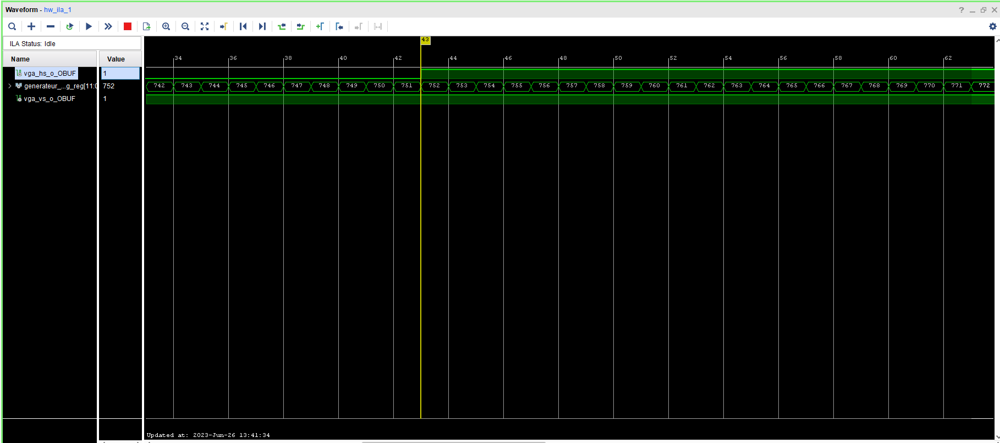 Waveform - hw_ila_1
?
ILA Status: Idle
Name Value
43
34 36 38 40 42 44 46 48 50 52 54 56 58 60 62
vga_hs_o_OBUF 1
generateur_...g_reg[11:0 752 742 743 744 745 746 747 748 749 750 751 752 753 754 755 756 757 758 759 760 761 762 763 764 765 766 767 768 769 770 771 772
vga_vs_o_OBUF 1
Updated at: 2023-Jun-26 13:41:34